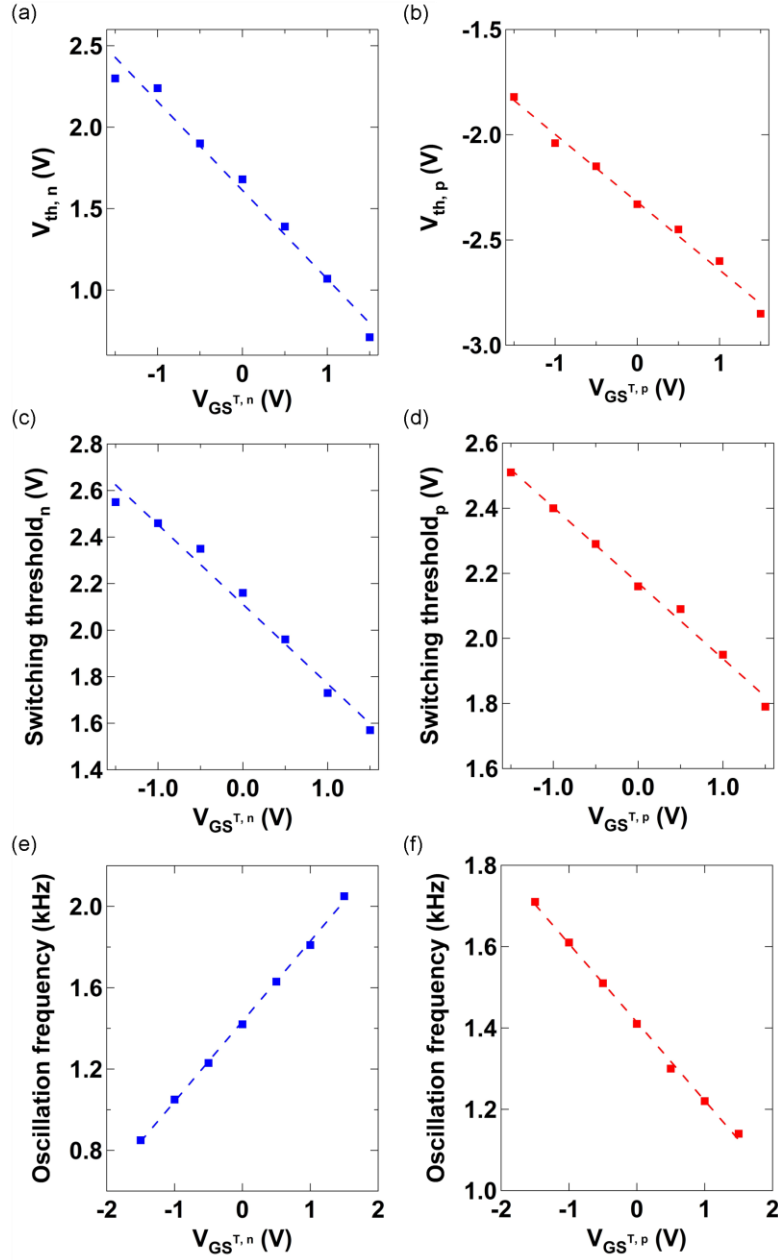 (a)
2.5
2.0
1.5
1.0
V_th, n (V)
-1 0 1
V_GS^T, n (V)
(b)
-1.5
-2.0
-2.5
-3.0
V_th, p (V)
-1 0 1
V_GS^T, p (V)
(c)
2.8
2.6
2.4
2.2
2.0
1.8
1.6
1.4
Switching threshold_n (V)
-1.0 0.0 1.0
V_GS^T, n (V)
(d)
2.6
2.4
2.2
2.0
1.8
1.6
Switching threshold_p (V)
-1.0 0.0 1.0
V_GS^T, p (V)
(e)
2.0
1.6
1.2
0.8
Oscillation frequency (kHz)
-2 -1 0 1 2
V_GS^T, n (V)
(f)
1.8
1.6
1.4
1.2
1.0
Oscillation frequency (kHz)
-2 -1 0 1 2
V_GS^T, p (V)